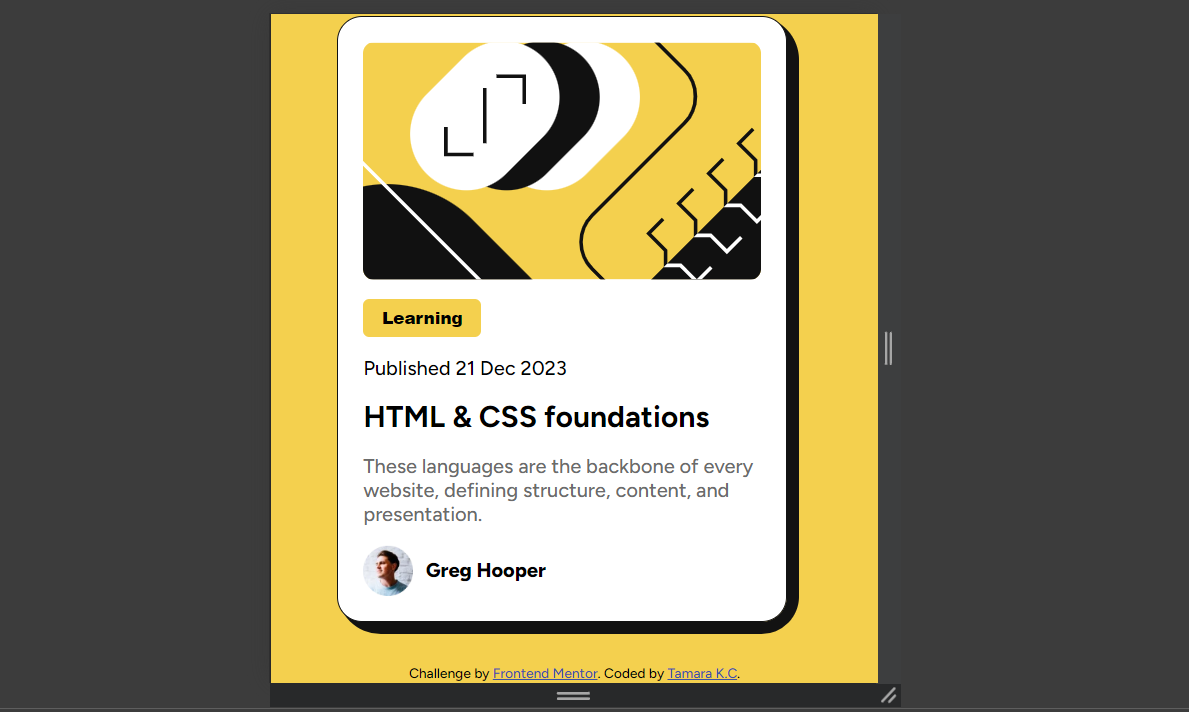 Learning
Published 21 Dec 2023
HTML & CSS foundations
These languages are the backbone of every
website, defining structure, content, and
presentation.
Greg Hooper
Challenge by Frontend Mentor. Coded by Tamara K.C.